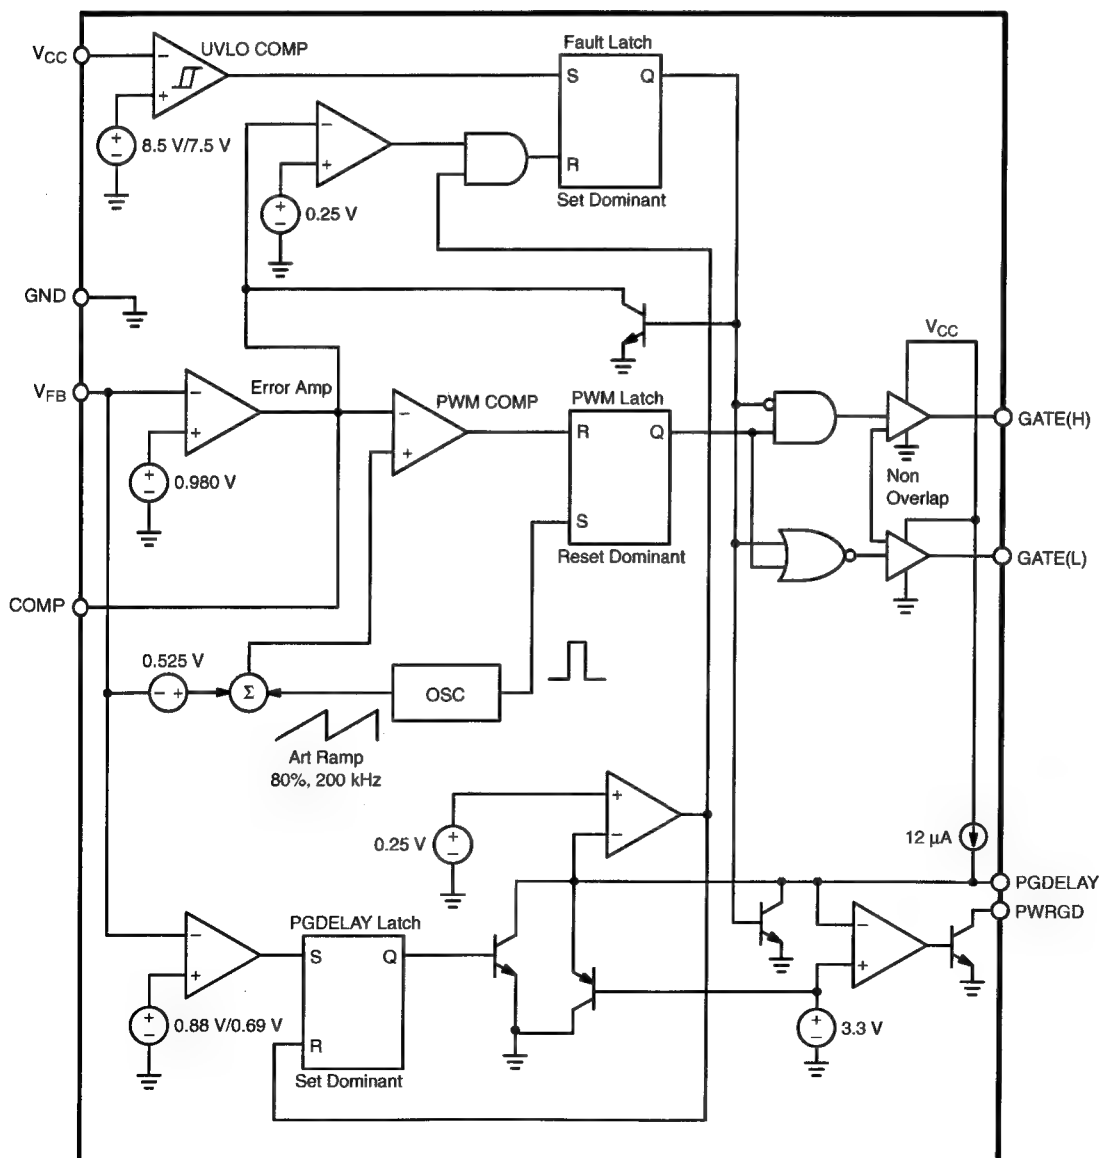 VCC
UVLO COMP
−
+
+
−
8.5 V/7.5 V
Fault Latch
S
Q
R
Set Dominant
−
+
+
−
0.25 V
GND
VFB
−
+
Error Amp
+
−
0.980 V
−
+
PWM COMP
PWM Latch
R
Q
S
Reset Dominant
VCC
GATE(H)
Non
Overlap
GATE(L)
COMP
0.525 V
− +
Σ
OSC
Art Ramp
80%, 200 kHz
+
−
0.25 V
+
−
12 µA
PGDELAY
PWRGD
−
+
+
−
0.88 V/0.69 V
PGDELAY Latch
S
Q
R
Set Dominant
−
+
+
−
3.3 V